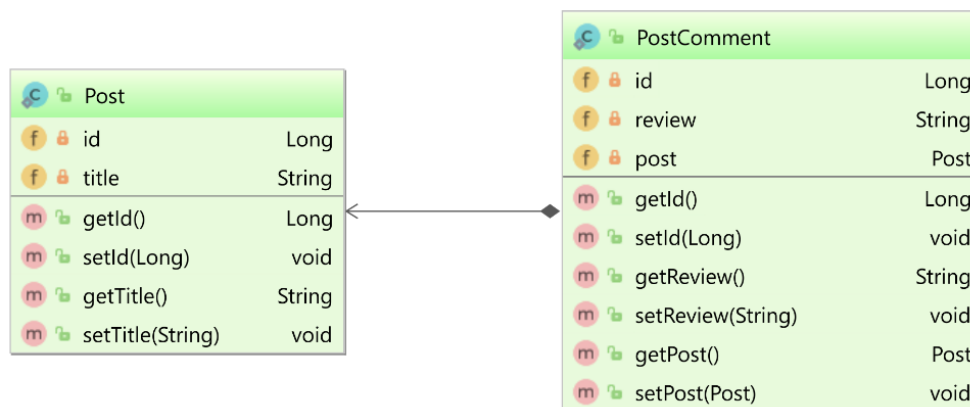 Post
id Long
title String
getId() Long
setId(Long) void
getTitle() String
setTitle(String) void
PostComment
id Long
review String
post Post
getId() Long
setId(Long) void
getReview() String
setReview(String) void
getPost() Post
setPost(Post) void